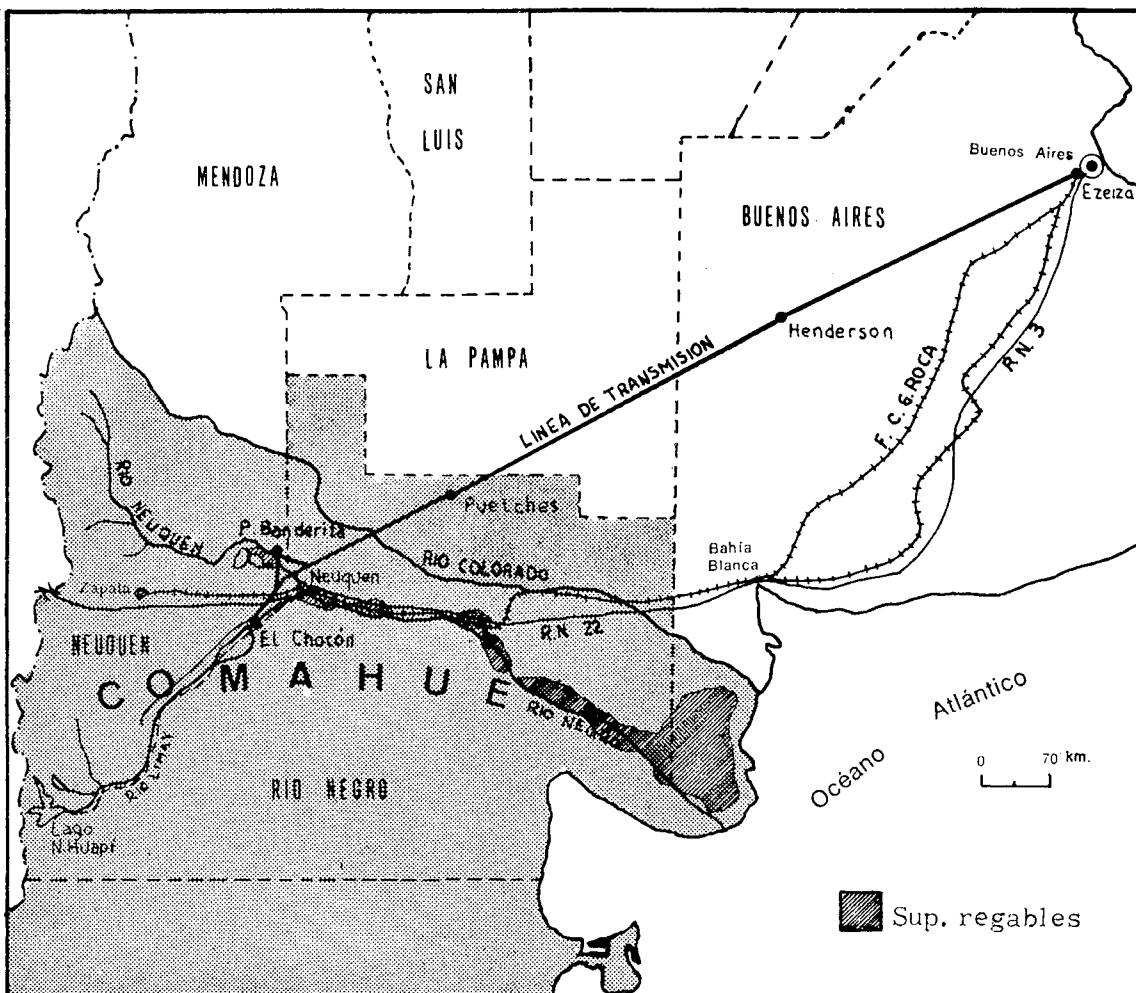 SAN
LUIS
MENDOZA
Buenos Aires
Ezeiza
BUENOS AIRES
Henderson
LA PAMPA
LINEA DE TRANSMISION
F. C. G. ROCA
R.N. 3
Puelches
RIO
NEUQUEN
P. Banderita
Neuquen
RIO COLORADO
Bahía
Blanca
Zapala
R.N. 22
El Chocón
NEUQUEN
COMAHUE
RIO NEGRO
RIO LIMAY
RIO NEGRO
Atlántico
Océano
0 70 km.
Lago
N. Huapí
Sup. regables